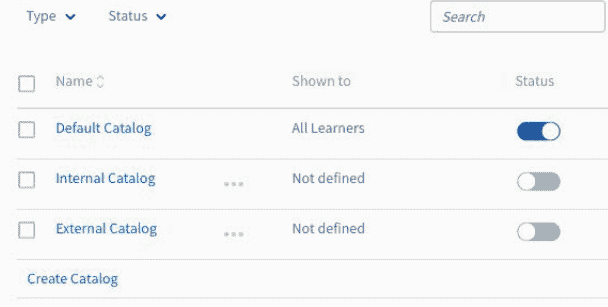 Type Status Search
Name Shown to Status
Default Catalog All Learners
Internal Catalog ... Not defined
External Catalog ... Not defined
Create Catalog